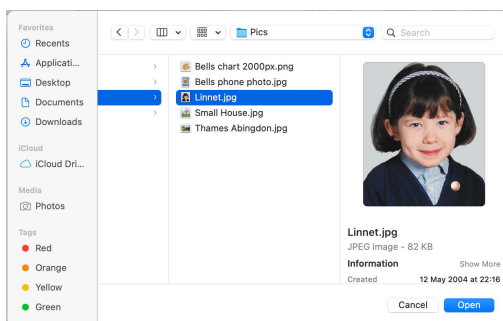 Favorites
Recents
Applicati...
Desktop
Documents
Downloads
iCloud
iCloud Dri...
Media
Photos
Tags
Red
Orange
Yellow
Green
Pics
Search
Bells chart 2000px.png
Bells phone photo.jpg
Linnet.jpg
Small House.jpg
Thames Abingdon.jpg
Linnet.jpg
JPEG image - 82 KB
Information Show More
Created 12 May 2004 at 22:16
Cancel Open